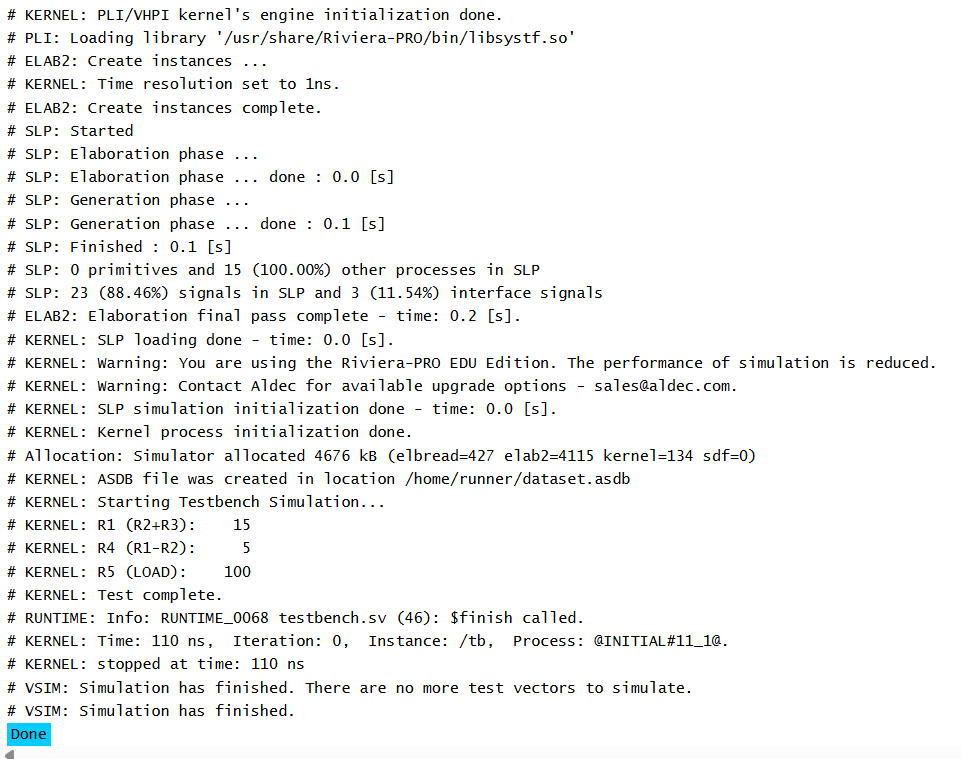 # KERNEL: PLI/VHPI kernel's engine initialization done.
# PLI: Loading library '/usr/share/Riviera-PRO/bin/libsystf.so'
# ELAB2: Create instances ...
# KERNEL: Time resolution set to 1ns.
# ELAB2: Create instances complete.
# SLP: Started
# SLP: Elaboration phase ...
# SLP: Elaboration phase ... done : 0.0 [s]
# SLP: Generation phase ...
# SLP: Generation phase ... done : 0.1 [s]
# SLP: Finished : 0.1 [s]
# SLP: 0 primitives and 15 (100.00%) other processes in SLP
# SLP: 23 (88.46%) signals in SLP and 3 (11.54%) interface signals
# ELAB2: Elaboration final pass complete - time: 0.2 [s].
# KERNEL: SLP loading done - time: 0.0 [s].
# KERNEL: Warning: You are using the Riviera-PRO EDU Edition. The performance of simulation is reduced.
# KERNEL: Warning: Contact Aldec for available upgrade options - sales@aldec.com.
# KERNEL: SLP simulation initialization done - time: 0.0 [s].
# KERNEL: Kernel process initialization done.
# Allocation: Simulator allocated 4676 kB (elbread=427 elab2=4115 kernel=134 sdf=0)
# KERNEL: ASDB file was created in location /home/runner/dataset.asdb
# KERNEL: Starting Testbench Simulation...
# KERNEL: R1 (R2+R3):    15
# KERNEL: R4 (R1-R2):     5
# KERNEL: R5 (LOAD):    100
# KERNEL: Test complete.
# RUNTIME: Info: RUNTIME_0068 testbench.sv (46): $finish called.
# KERNEL: Time: 110 ns,  Iteration: 0,  Instance: /tb,  Process: @INITIAL#11_1@.
# KERNEL: stopped at time: 110 ns
# VSIM: Simulation has finished. There are no more test vectors to simulate.
# VSIM: Simulation has finished.
Done